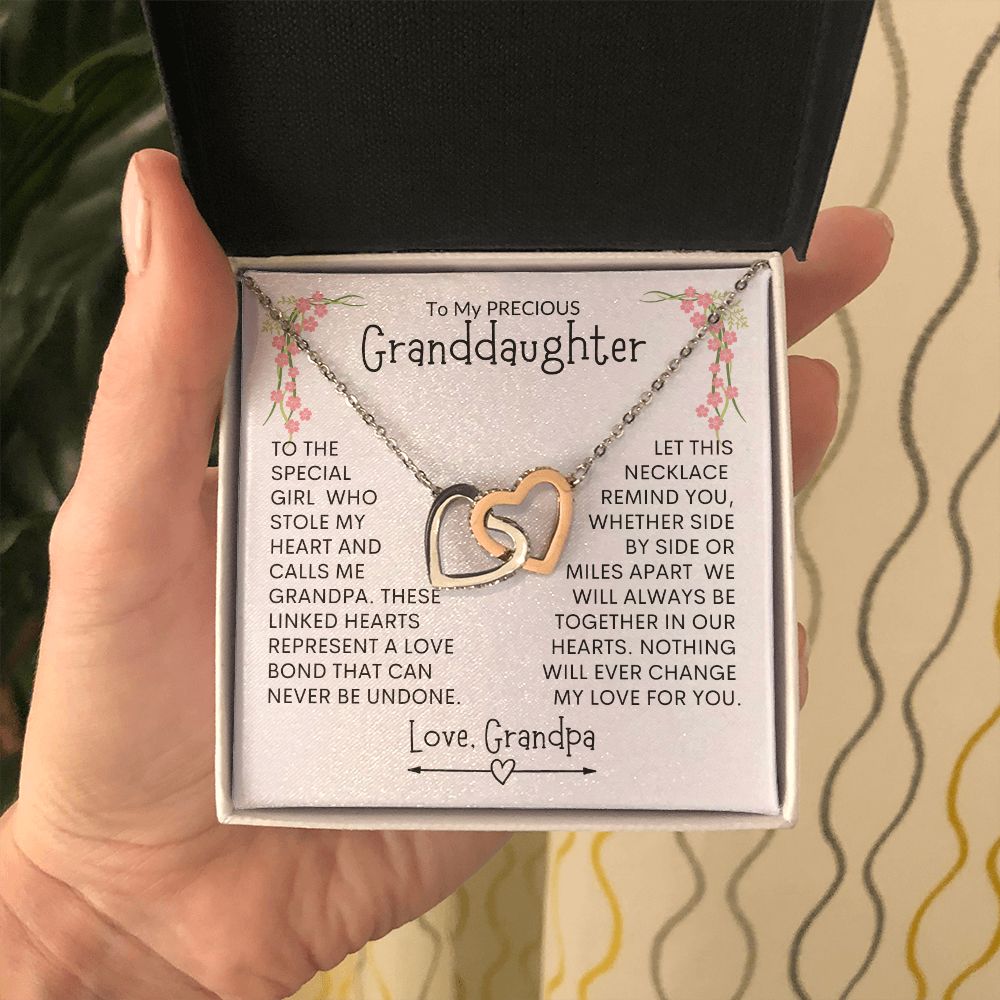 To My PRECIOUS
Granddaughter
TO THE
SPECIAL
GIRL WHO
STOLE MY
HEART AND
CALLS ME
GRANDPA. THESE
LINKED HEARTS
REPRESENT A LOVE
BOND THAT CAN
NEVER BE UNDONE.
LET THIS
NECKLACE
REMIND YOU,
WHETHER SIDE
BY SIDE OR
MILES APART WE
WILL ALWAYS BE
TOGETHER IN OUR
HEARTS. NOTHING
WILL EVER CHANGE
MY LOVE FOR YOU.
Love, Grandpa